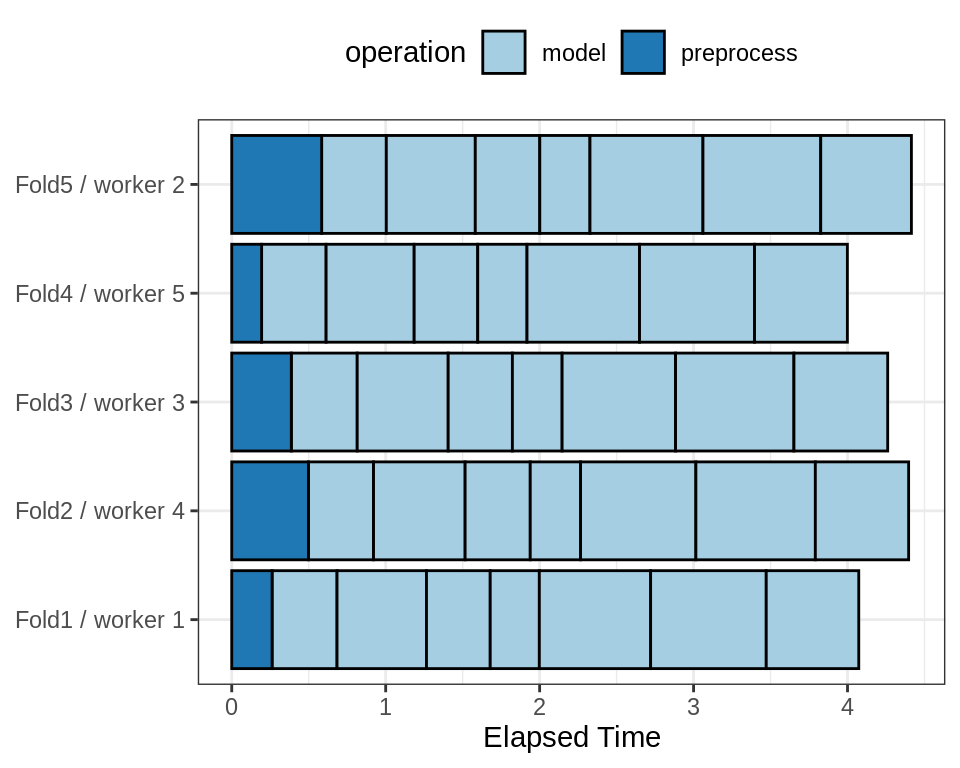 operation model preprocess
Fold5 / worker 2
Fold4 / worker 5
Fold3 / worker 3
Fold2 / worker 4
Fold1 / worker 1
0 1 2 3 4
Elapsed Time